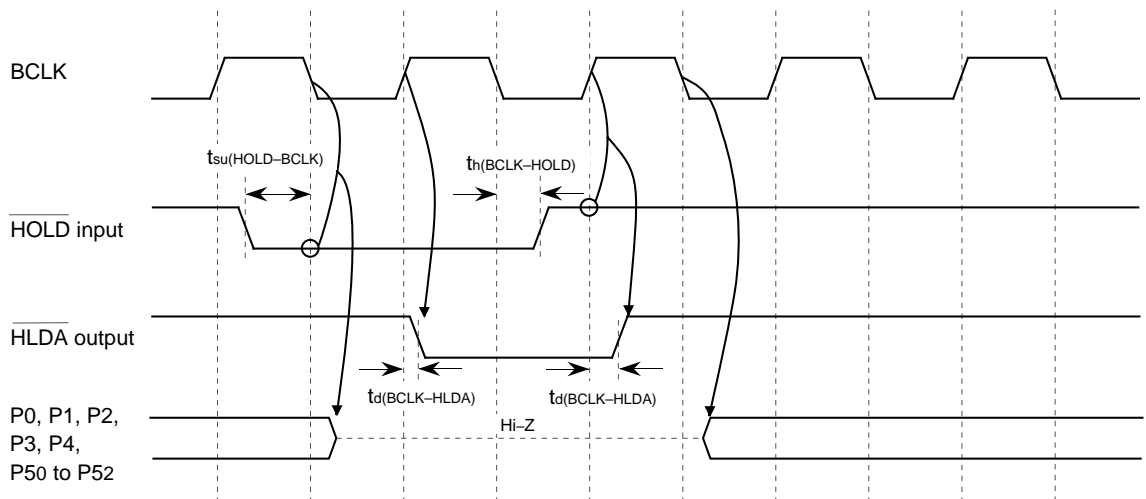 BCLK
tsu(HOLD–BCLK)
th(BCLK–HOLD)
HOLD input
HLDA output
td(BCLK–HLDA)
td(BCLK–HLDA)
P0, P1, P2,
P3, P4,
P50 to P52
Hi–Z